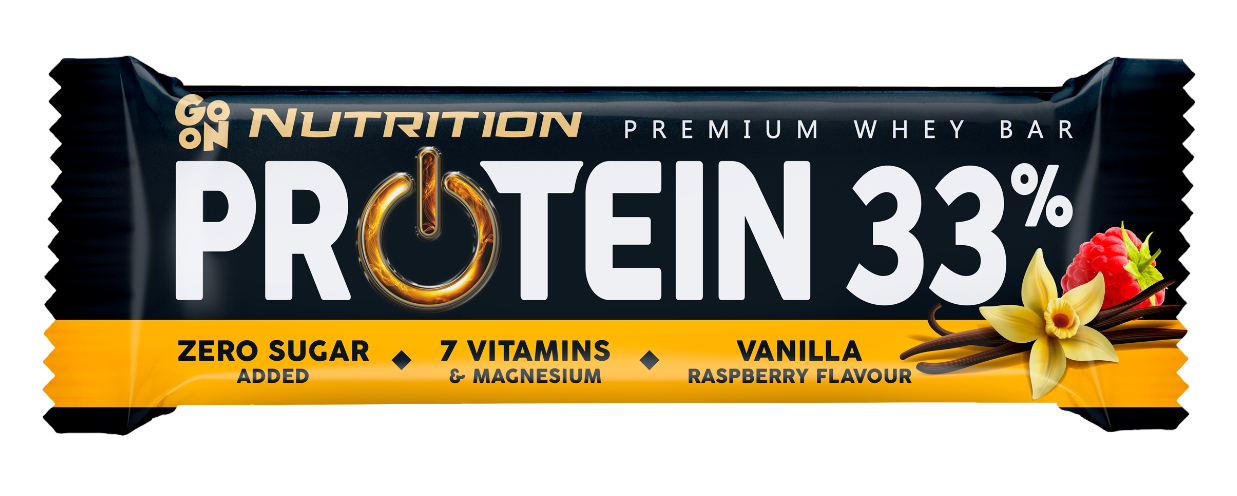 GO
ON
NUTRITION
PREMIUM WHEY BAR
PROTEIN 33%
ZERO SUGAR
ADDED
7 VITAMINS
& MAGNESIUM
VANILLA
RASPBERRY FLAVOUR